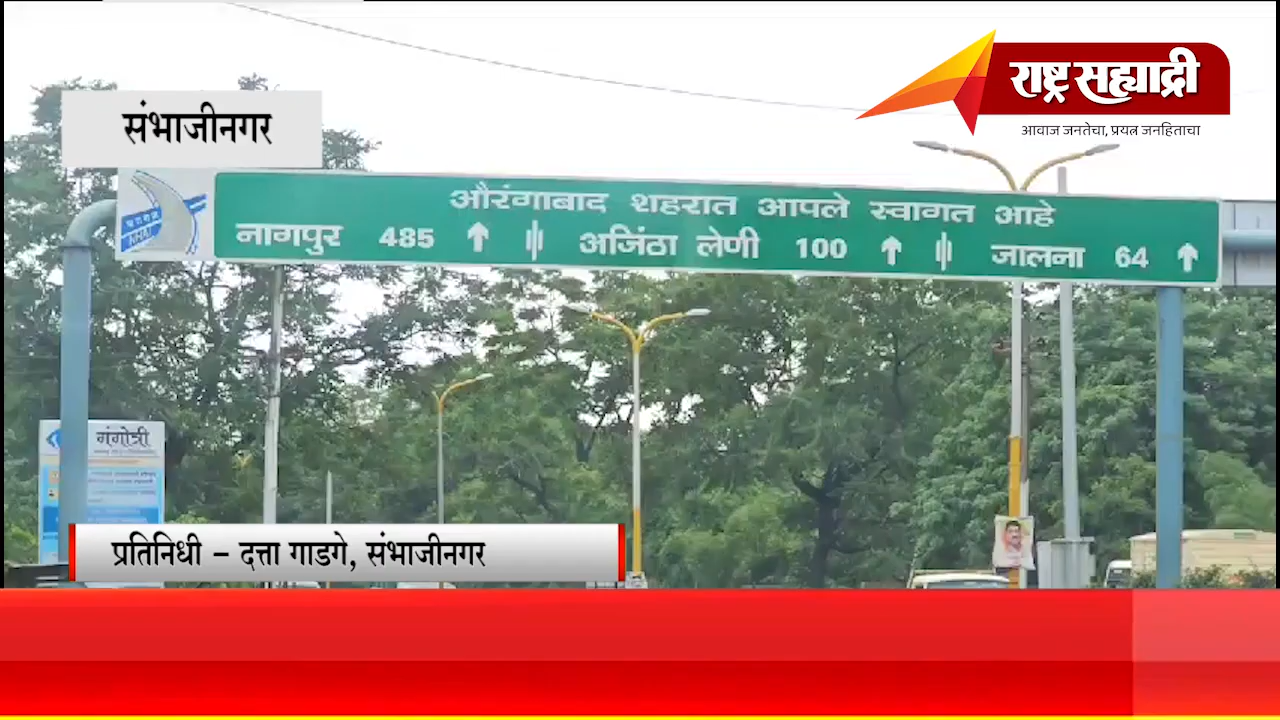 राष्ट्र सह्याद्री
आवाज जनतेचा, प्रयत्न जनहिताचा
संभाजीनगर
औरंगाबाद शहरात आपले स्वागत आहे
नागपुर 485 अजिंठा लेणी 100 जालना 64
NHAI
गंगोत्री
प्रतिनिधी – दत्ता गाडगे, संभाजीनगर